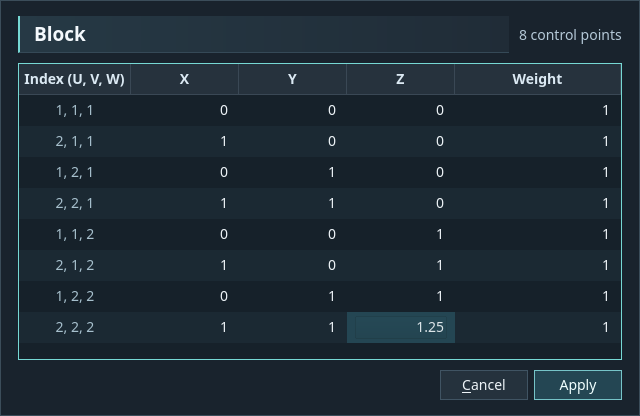 Block
8 control points
Index (U, V, W) X Y Z Weight
1, 1, 1 0 0 0 1
2, 1, 1 1 0 0 1
1, 2, 1 0 1 0 1
2, 2, 1 1 1 0 1
1, 1, 2 0 0 1 1
2, 1, 2 1 0 1 1
1, 2, 2 0 1 1 1
2, 2, 2 1 1 1.25 1
Cancel Apply